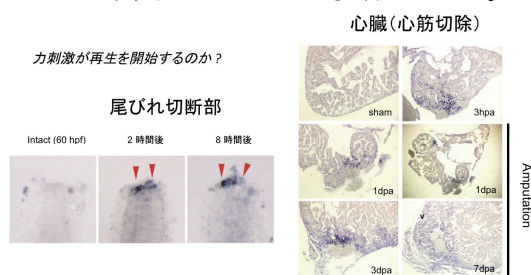 心臓(心筋切除)
力刺激が再生を開始するのか?
尾びれ切断部
Intact (60 hpf)
2 時間後
8 時間後
sham
3hpa
1dpa
1dpa
3dpa
7dpa
Amputation